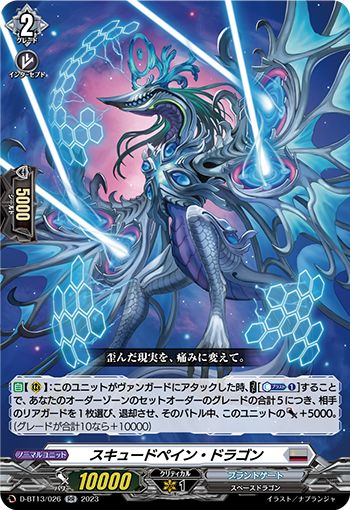 2
グレード
インターセプト
5000
シールド
歪んだ現実を、痛みに変えて。
【自】【(R)】:このユニットがヴァンガードにアタックした時、【コスト】【カウンターブラスト1】することで、あなたのオーダーゾーンのセットオーダーのグレードの合計5につき、相手のリアガードを1枚選び、退却させ、そのバトル中、このユニットのパワー+5000。
(グレードが合計10なら+10000)
ノーマルユニット
スキュードペイン・ドラゴン
パワー
10000
クリティカル
1
ブラントゲート
スペースドラゴン
D-BT13/026 RR 2023
イラスト/ナブランジャ